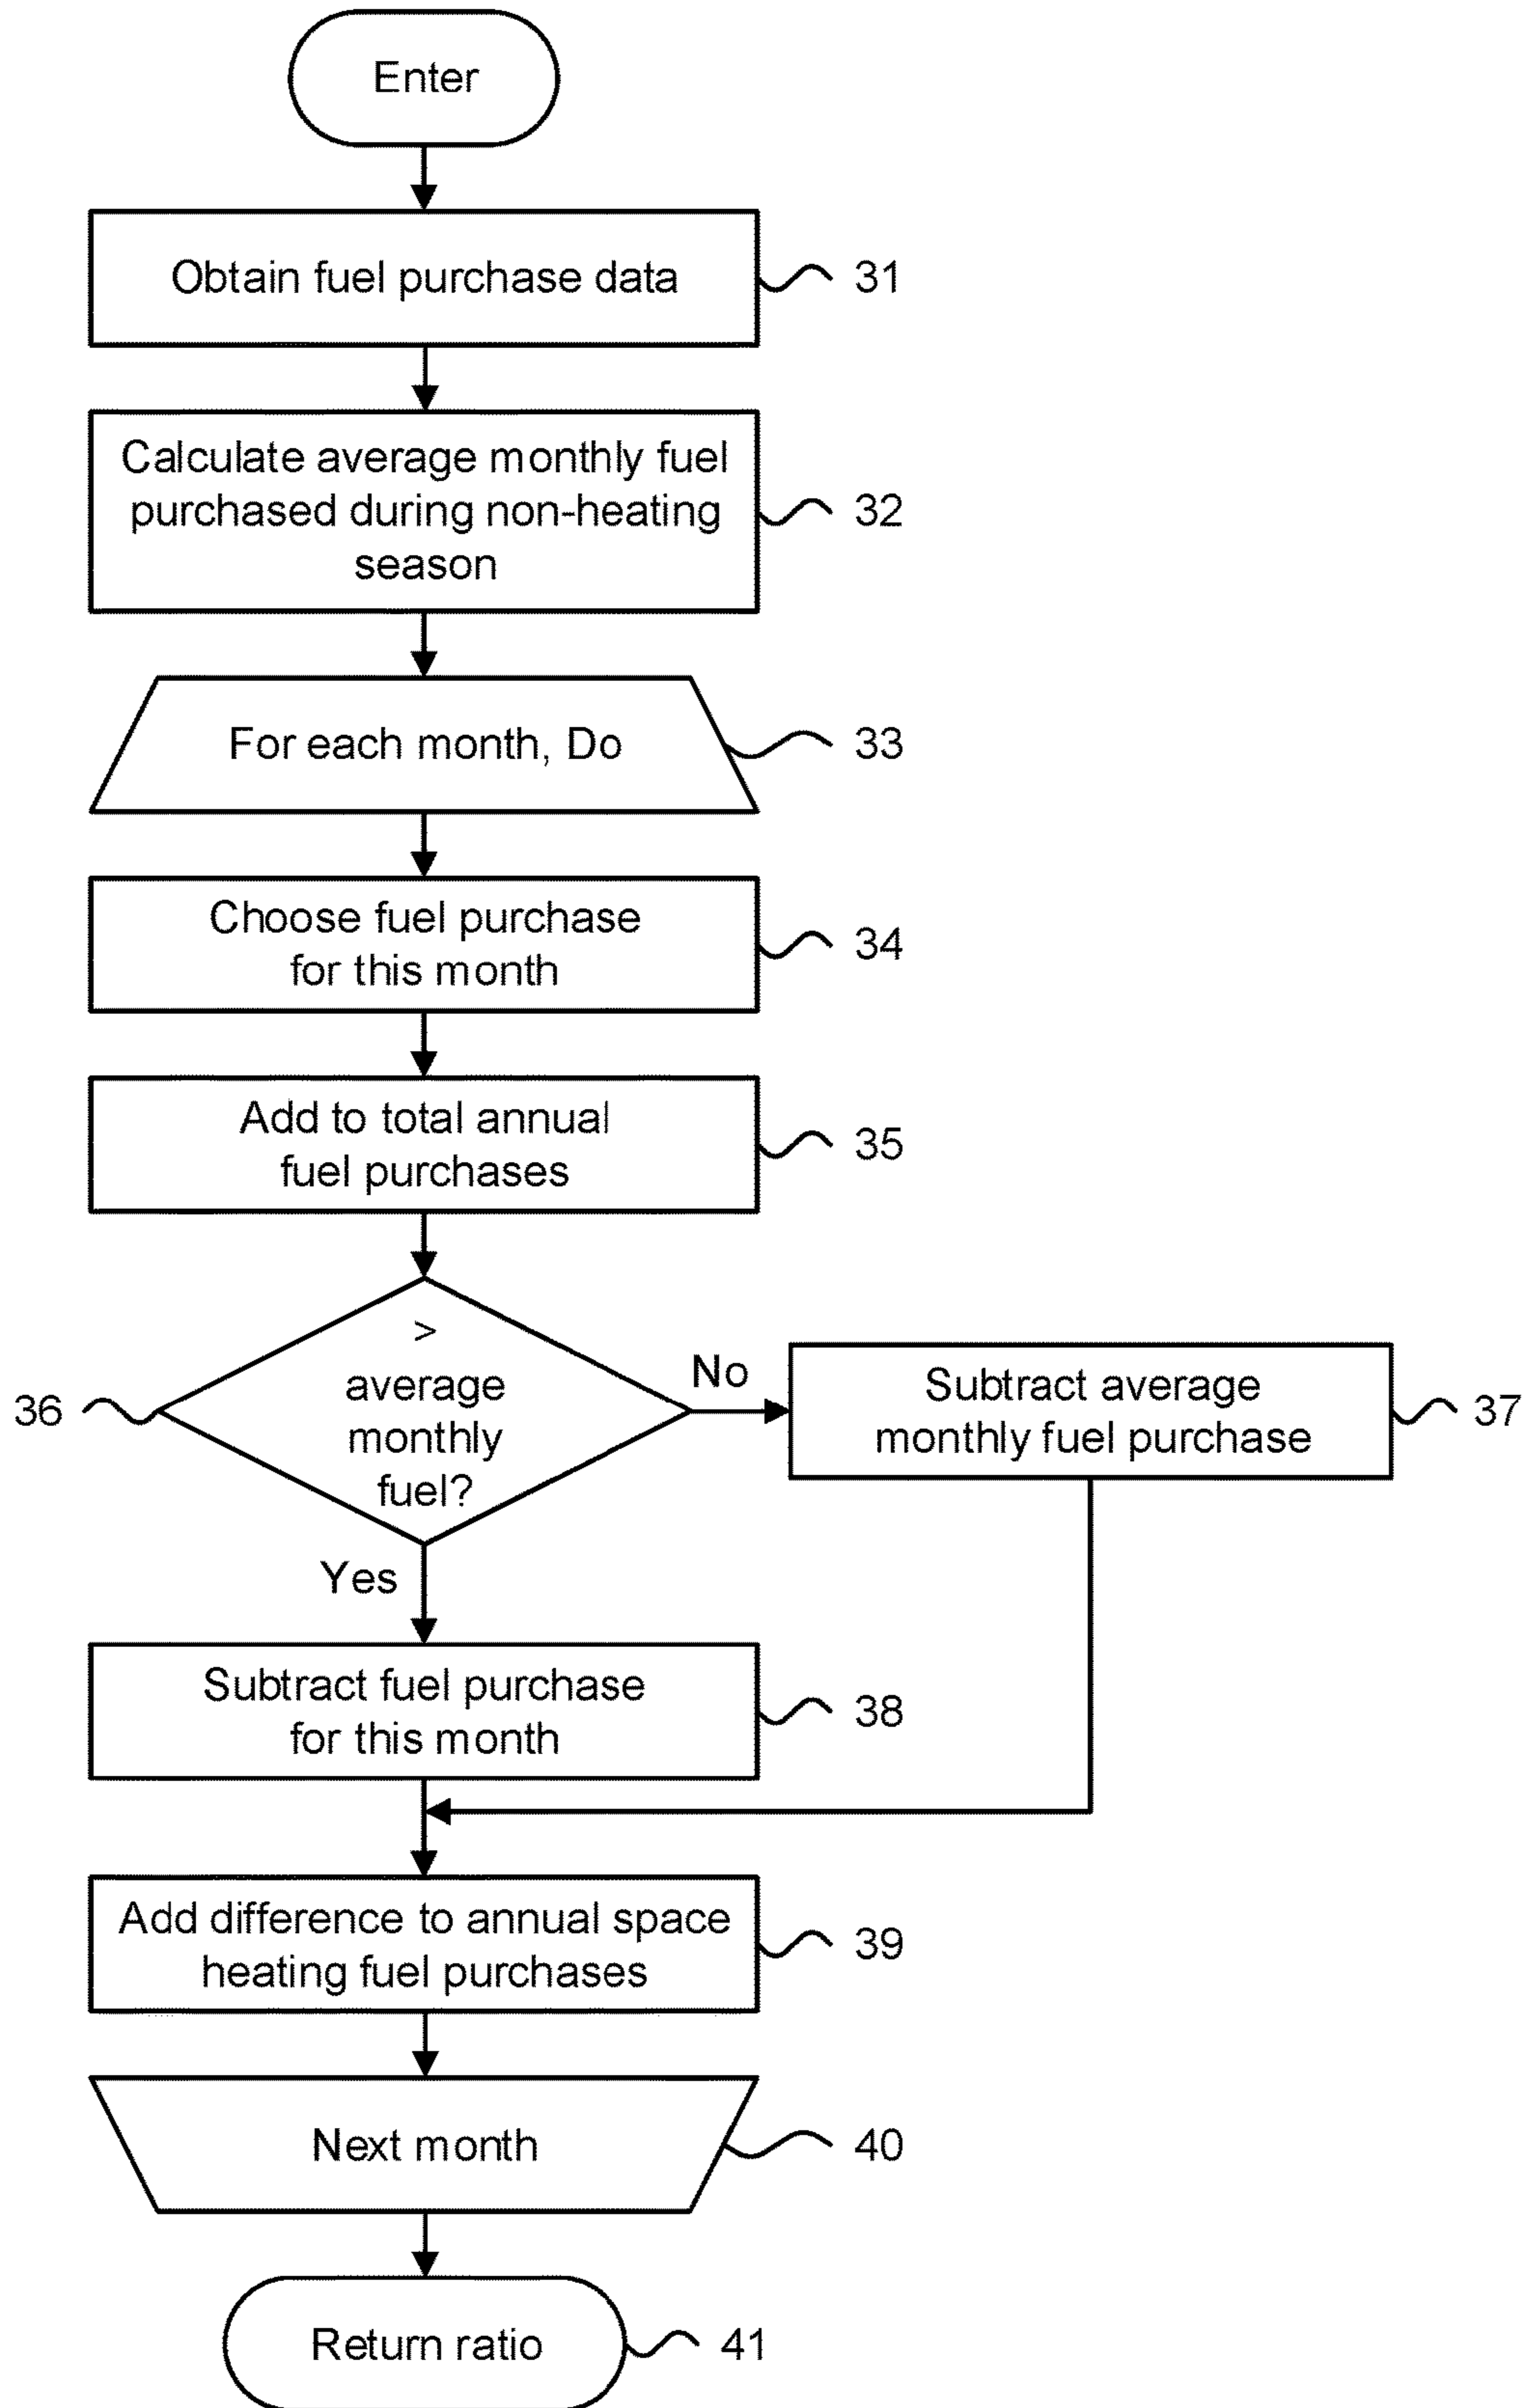 Enter
Obtain fuel purchase data
31
Calculate average monthly fuel
purchased during non-heating
season
32
For each month, Do
33
Choose fuel purchase
for this month
34
Add to total annual
fuel purchases
35
>
average
monthly
fuel?
36
No
Subtract average
monthly fuel purchase
37
Yes
Subtract fuel purchase
for this month
38
Add difference to annual space
heating fuel purchases
39
Next month
40
Return ratio
41